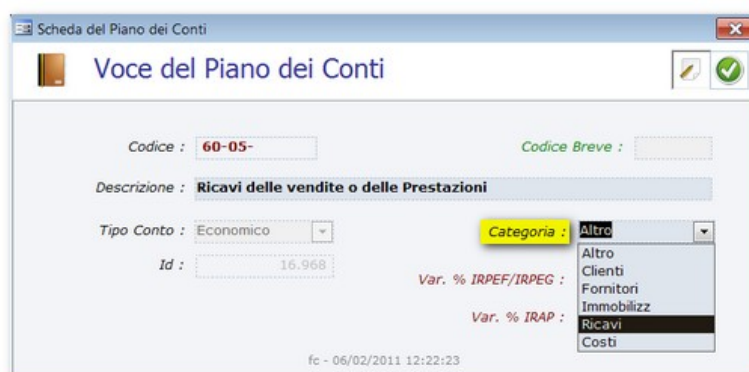 Scheda del Piano dei Conti
Voce del Piano dei Conti
Codice : 60-05- Codice Breve :
Descrizione : Ricavi delle vendite o delle Prestazioni
Tipo Conto : Economico Categoria : Altro
Altro
Clienti
Id : 16.968
Fornitori
Var. % IRPEF/IRPEG :
Immobilizz
Ricavi
Var. % IRAP :
Costi
fc - 06/02/2011 12:22:23